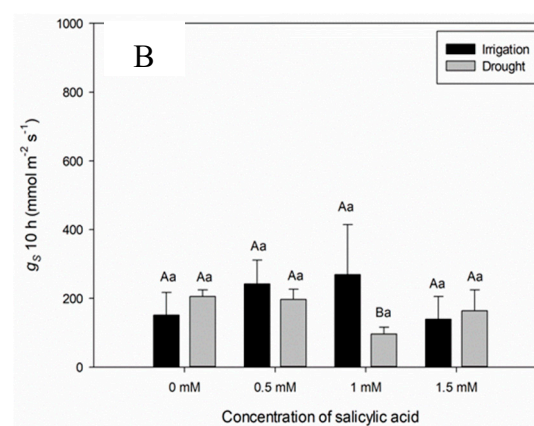 B
Irrigation
Drought
1000
800
600
400
200
0
gs 10 h (mmol m⁻² s⁻¹)
Aa Aa Aa Aa Aa Ba Aa Aa
0 mM 0.5 mM 1 mM 1.5 mM
Concentration of salicylic acid